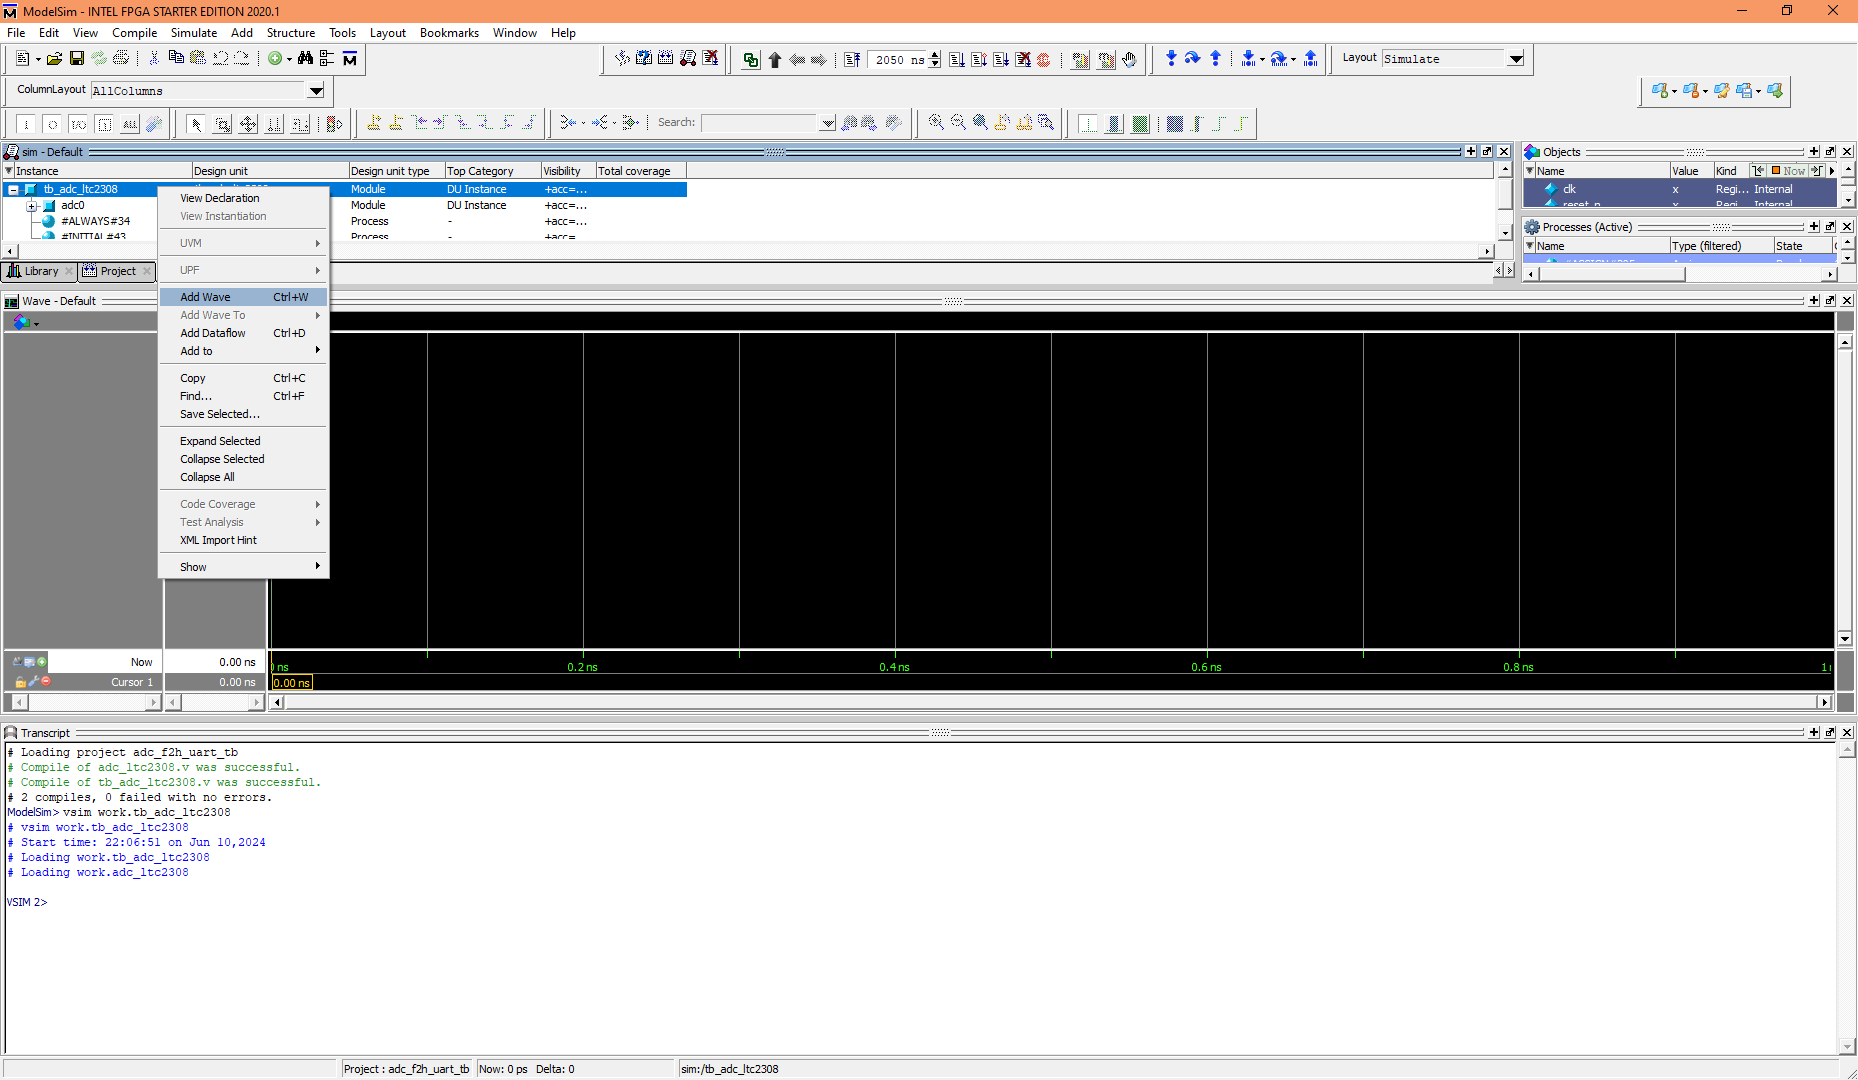 ModelSim - INTEL FPGA STARTER EDITION 2020.1
File Edit View Compile Simulate Add Structure Tools Layout Bookmarks Window Help
2050 ns
Layout Simulate
ColumnLayout AllColumns
Search:
sim - Default
Instance Design unit Design unit type Top Category Visibility Total coverage
tb_adc_ltc2308 Module DU Instance +acc=...
adc0 Module DU Instance +acc=...
#ALWAYS#34 Process - +acc=...
#INITIAL#43 Process - +acc=
Library Project
Objects
Name Value Kind Now
clk x Regi... Internal
reset_n x Regi Internal
Processes (Active)
Name Type (filtered) State
View Declaration
View Instantiation
UVM
UPF
Add Wave Ctrl+W
Add Wave To
Add Dataflow Ctrl+D
Add to
Copy Ctrl+C
Find... Ctrl+F
Save Selected...
Expand Selected
Collapse Selected
Collapse All
Code Coverage
Test Analysis
XML Import Hint
Show
Wave - Default
Now 0.00 ns
Cursor 1 0.00 ns
ns 0.2 ns 0.4 ns 0.6 ns 0.8 ns 1
0.00 ns
Transcript
# Loading project adc_f2h_uart_tb
# Compile of adc_ltc2308.v was successful.
# Compile of tb_adc_ltc2308.v was successful.
# 2 compiles, 0 failed with no errors.
ModelSim> vsim work.tb_adc_ltc2308
# vsim work.tb_adc_ltc2308
# Start time: 22:06:51 on Jun 10,2024
# Loading work.tb_adc_ltc2308
# Loading work.adc_ltc2308
VSIM 2>
Project : adc_f2h_uart_tb Now: 0 ps Delta: 0 sim:/tb_adc_ltc2308